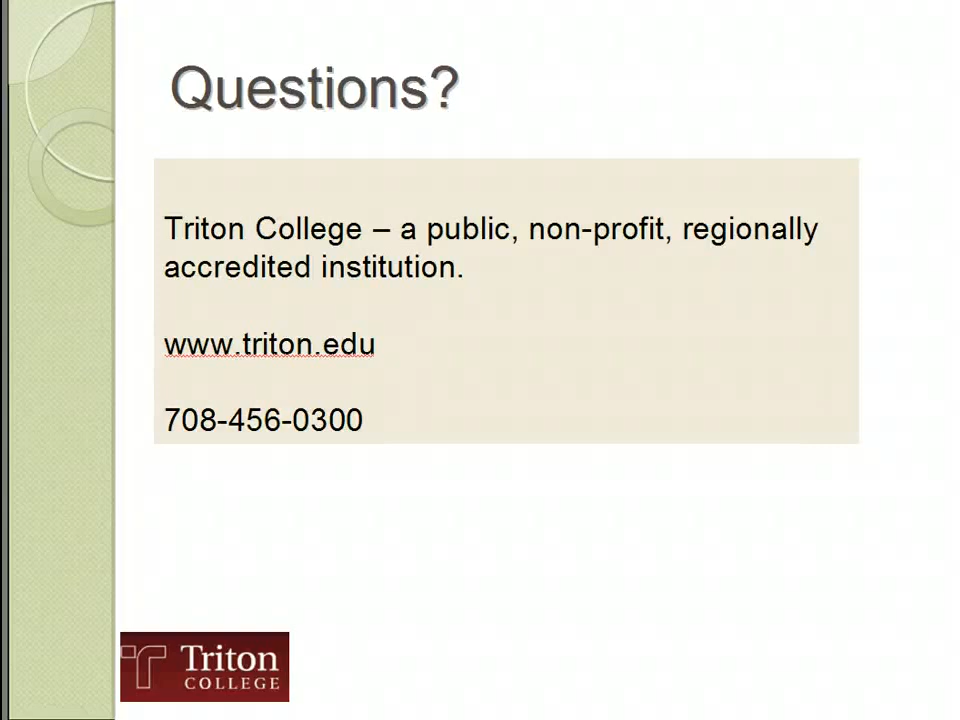 Questions?
Triton College – a public, non-profit, regionally
accredited institution.
www.triton.edu
708-456-0300
Triton
COLLEGE